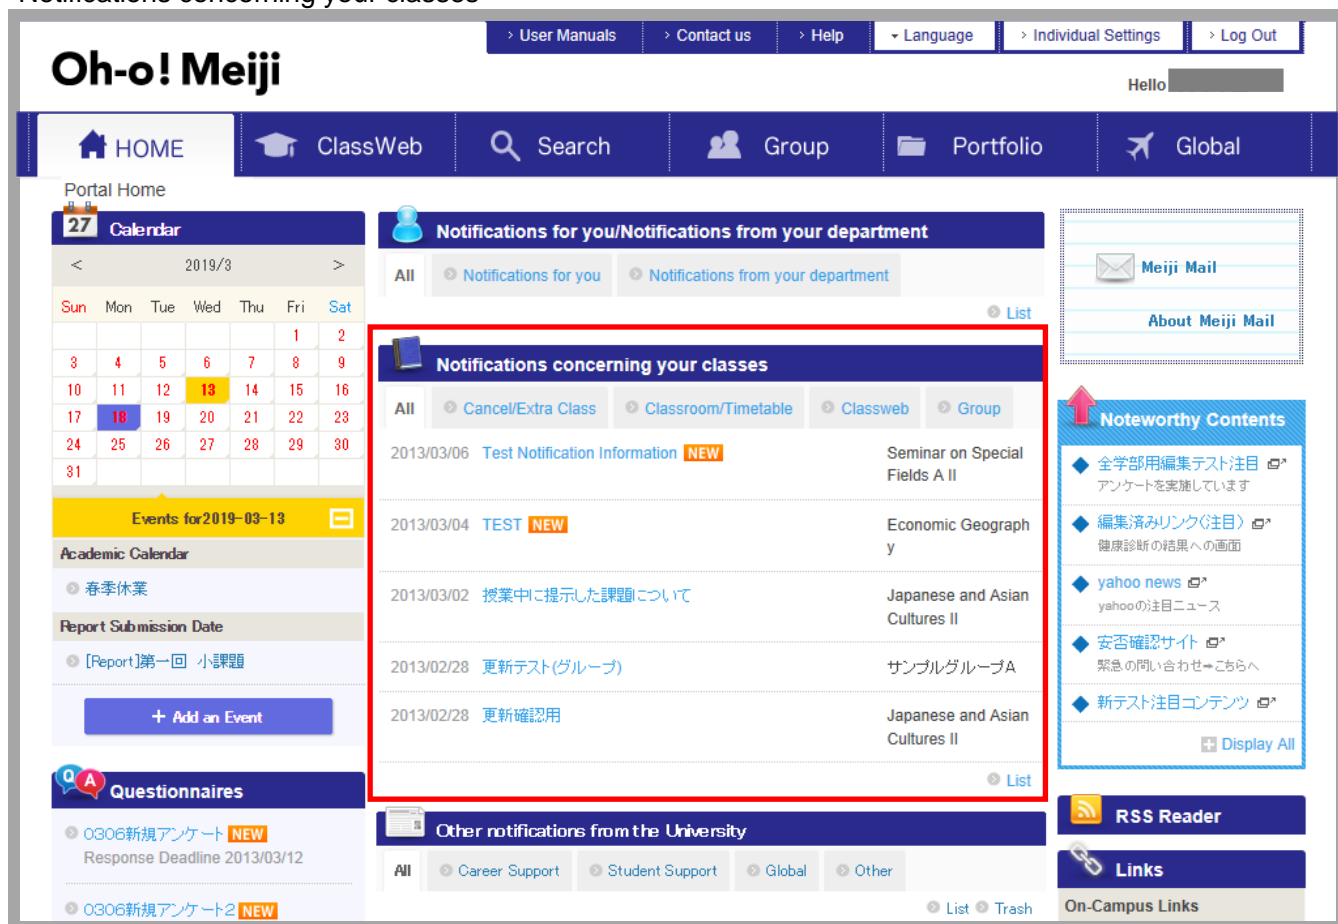 Notifications concerning your classes
User Manuals
Contact us
Help
Language
Individual Settings
Log Out
Oh-o! Meiji
Hello
HOME
ClassWeb
Search
Group
Portfolio
Global
Portal Home
27 Calendar
< 2019/3 >
Sun Mon Tue Wed Thu Fri Sat
1 2
3 4 5 6 7 8 9
10 11 12 13 14 15 16
17 18 19 20 21 22 23
24 25 26 27 28 29 30
31
Events for2019-03-13
Academic Calendar
春季休業
Report Submission Date
[Report]第一回 小課題
+ Add an Event
Q A Questionnaires
0306新規アンケート NEW
Response Deadline 2013/03/12
0306新規アンケート2 NEW
Notifications for you/Notifications from your department
All Notifications for you Notifications from your department
List
Notifications concerning your classes
All Cancel/Extra Class Classroom/Timetable Classweb Group
2013/03/06 Test Notification Information NEW Seminar on Special
Fields A II
2013/03/04 TEST NEW Economic Geograph
y
2013/03/02 授業中に提示した課題について Japanese and Asian
Cultures II
2013/02/28 更新テスト(グループ) サンプルグループA
2013/02/28 更新確認用 Japanese and Asian
Cultures II
List
Other notifications from the University
All Career Support Student Support Global Other
List Trash
Meiji Mail
About Meiji Mail
Noteworthy Contents
全学部用編集テスト注目
アンケートを実施しています
編集済みリンク(注目)
健康診断の結果への画面
yahoo news
yahooの注目ニュース
安否確認サイト
緊急の問い合わせ⇒こちらへ
新テスト注目コンテンツ
Display All
RSS Reader
Links
On-Campus Links